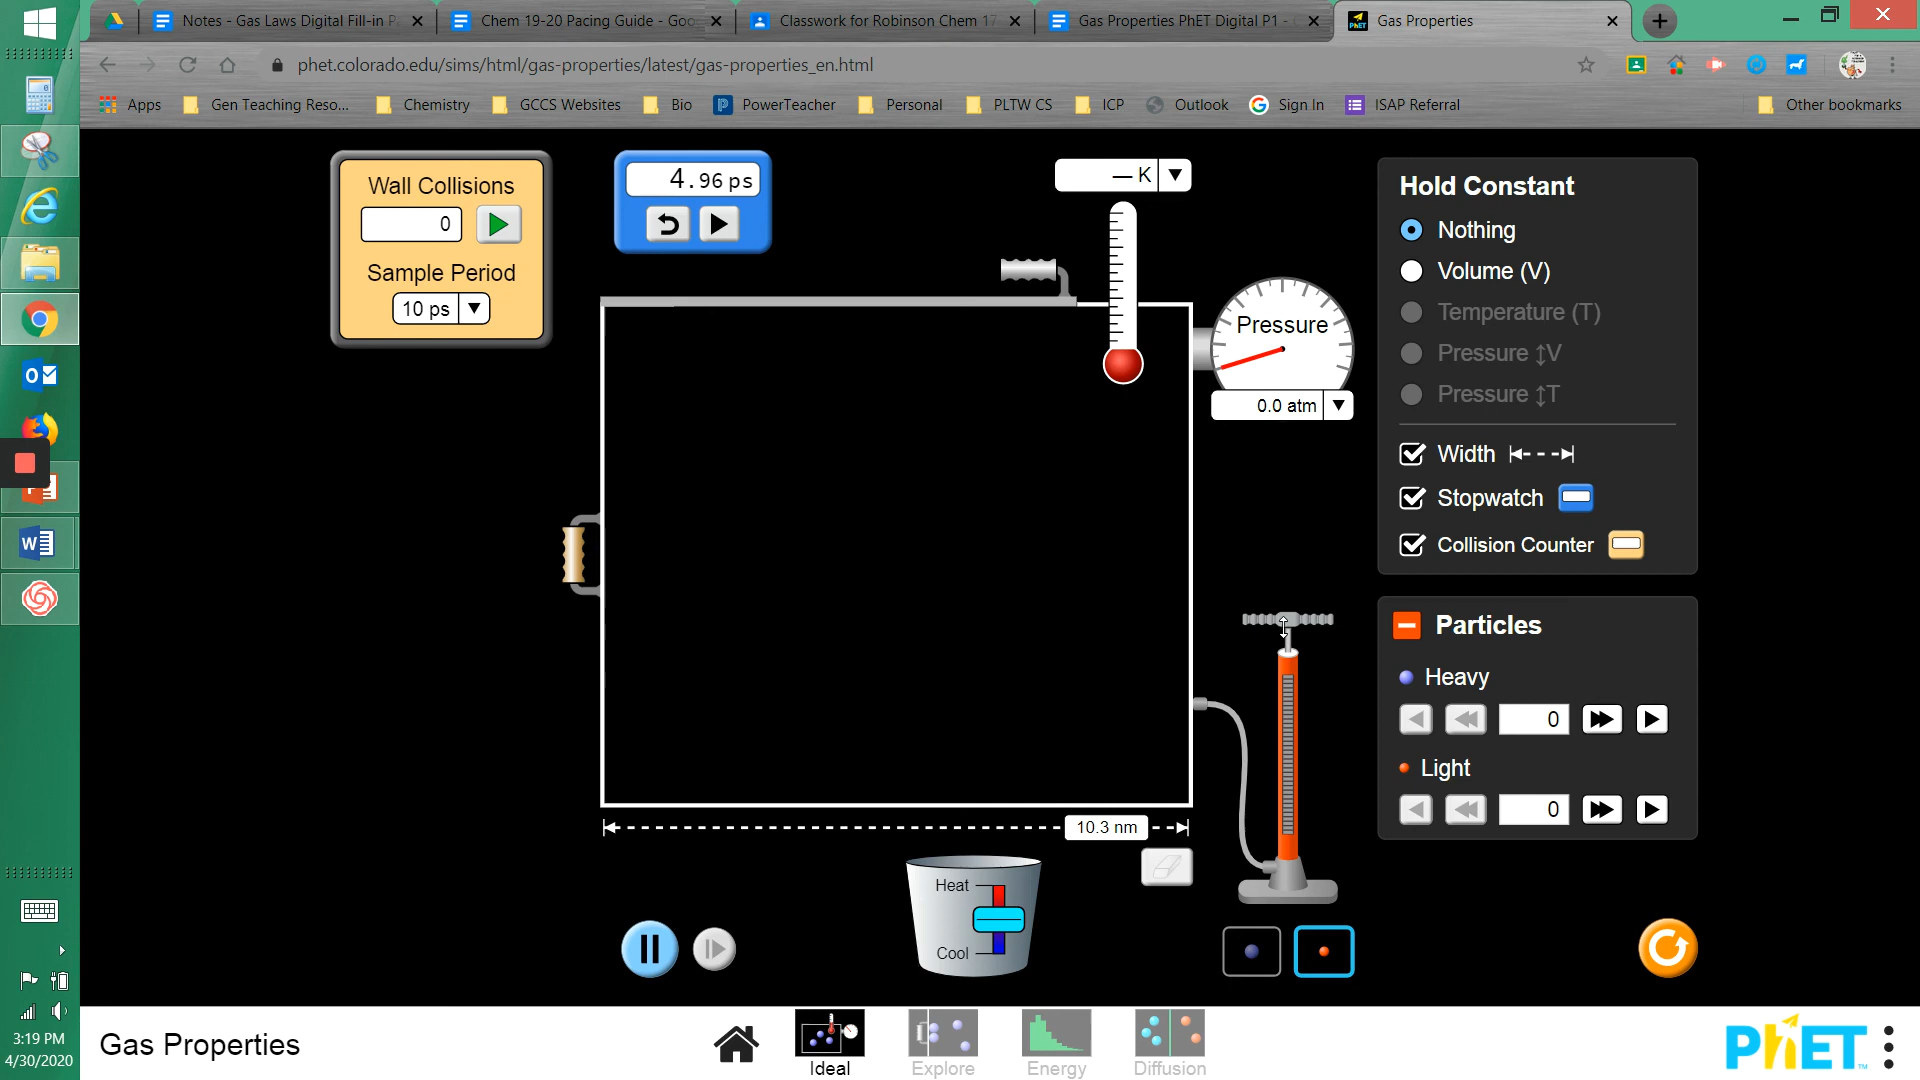 Notes - Gas Laws Digital Fill-in P
Chem 19-20 Pacing Guide - Goo
Classwork for Robinson Chem 17
Gas Properties PhET Digital P1 -
Gas Properties
phet.colorado.edu/sims/html/gas-properties/latest/gas-properties_en.html
Apps
Gen Teaching Reso...
Chemistry
GCCS Websites
Bio
PowerTeacher
Personal
PLTW CS
ICP
Outlook
Sign In
ISAP Referral
Other bookmarks
Wall Collisions
0
Sample Period
10 ps
4.96 ps
— K
Pressure
0.0 atm
Hold Constant
Nothing
Volume (V)
Temperature (T)
Pressure ↕V
Pressure ↕T
Width
Stopwatch
Collision Counter
Particles
Heavy
0
Light
0
10.3 nm
Heat
Cool
3:19 PM
4/30/2020
Gas Properties
Ideal
Explore
Energy
Diffusion
PhET